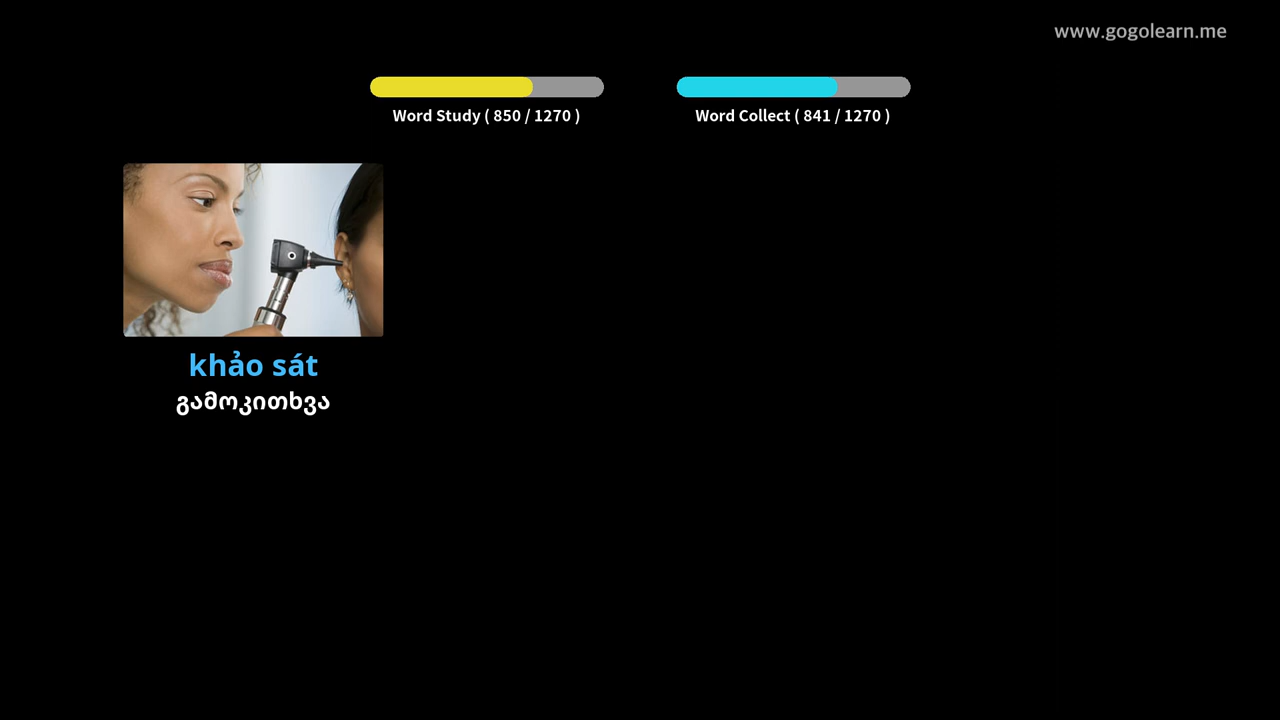 www.gogolearn.me
Word Study ( 850 / 1270 )
Word Collect ( 841 / 1270 )
khảo sát
გამოკითხვა